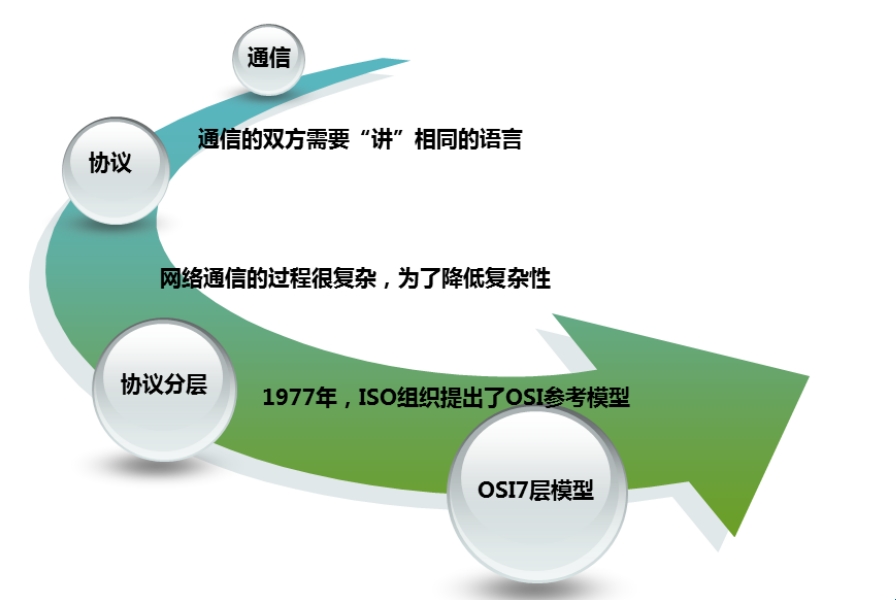 通信
通信的双方需要“讲”相同的语言
协议
网络通信的过程很复杂，为了降低复杂性
协议分层
1977年，ISO组织提出了OSI参考模型
OSI7层模型